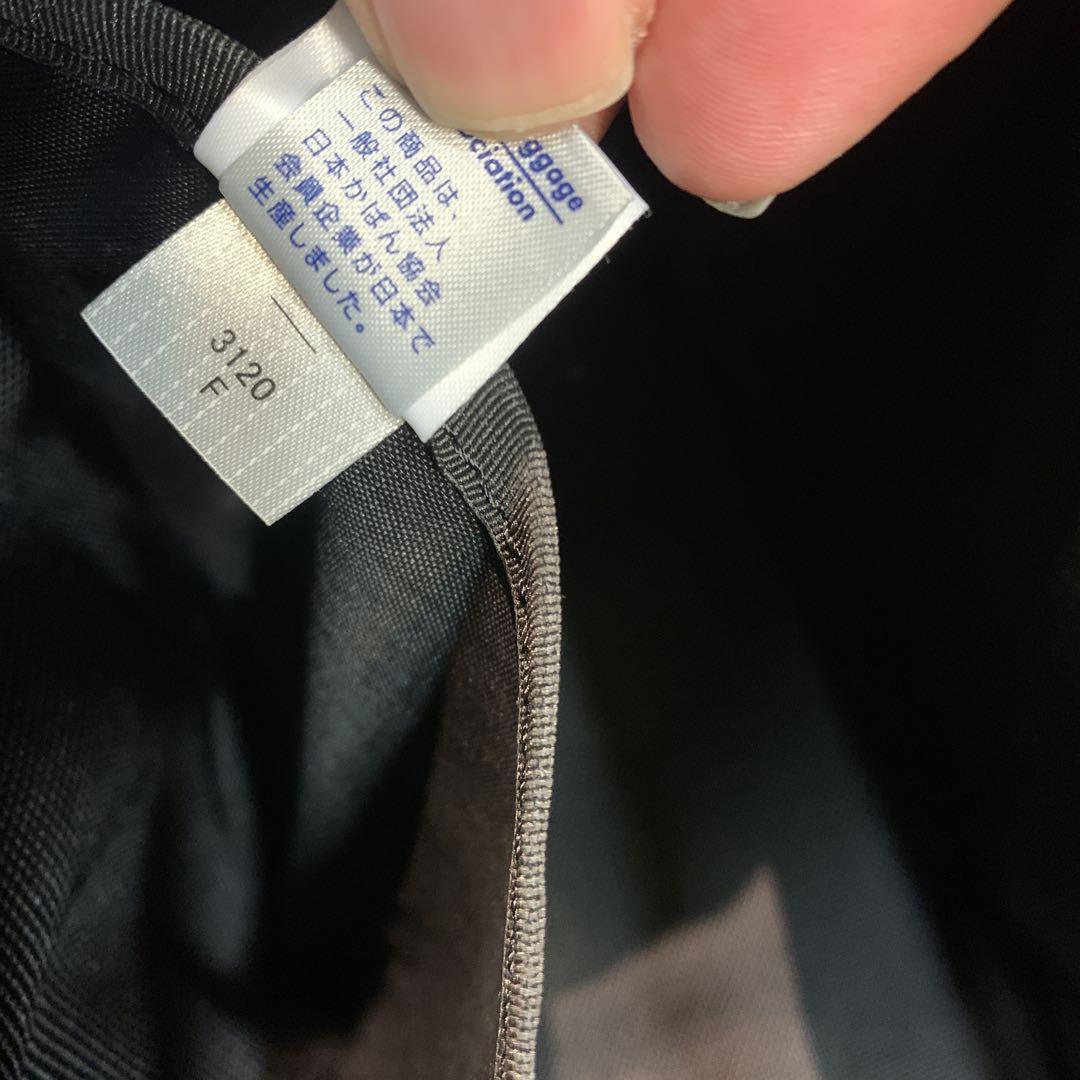 この商品は、
一般社団法人
日本かばん協会
会員企業が日本で
生産しました。
ggage
ciation
3120
F